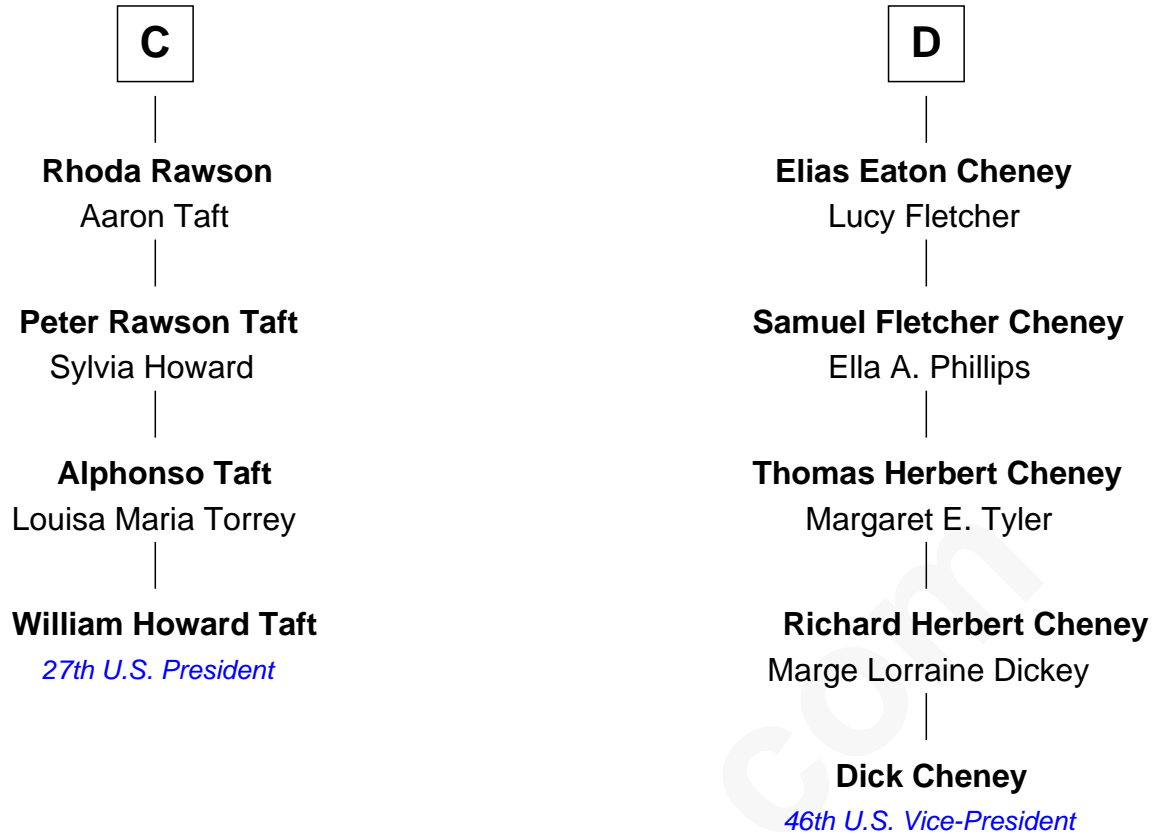 C
Rhoda Rawson
Aaron Taft
Peter Rawson Taft
Sylvia Howard
Alphonso Taft
Louisa Maria Torrey
William Howard Taft
27th U.S. President
D
Elias Eaton Cheney
Lucy Fletcher
Samuel Fletcher Cheney
Ella A. Phillips
Thomas Herbert Cheney
Margaret E. Tyler
Richard Herbert Cheney
Marge Lorraine Dickey
Dick Cheney
46th U.S. Vice-President
com